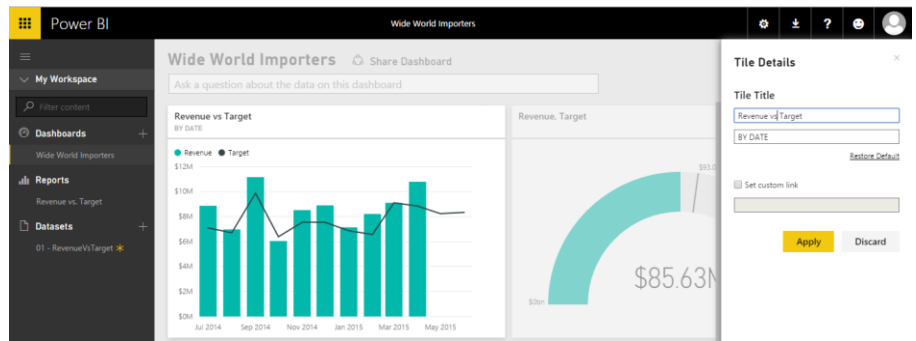 Power BI
Wide World Importers
?
My Workspace
Filter content
Dashboards
Wide World Importers
Reports
Revenue vs. Target
Datasets
01 - RevenueVsTarget
Wide World Importers
Share Dashboard
Ask a question about the data on this dashboard
Revenue vs Target
BY DATE
Revenue Target
$12M
$10M
$8M
$6M
$4M
$2M
$0M
Jul 2014 Sep 2014 Nov 2014 Jan 2015 Mar 2015 May 2015
Revenue, Target
$0bn
Tile Details
Tile Title
Revenue vs Target
BY DATE
Restore Default
Set custom link
Apply Discard